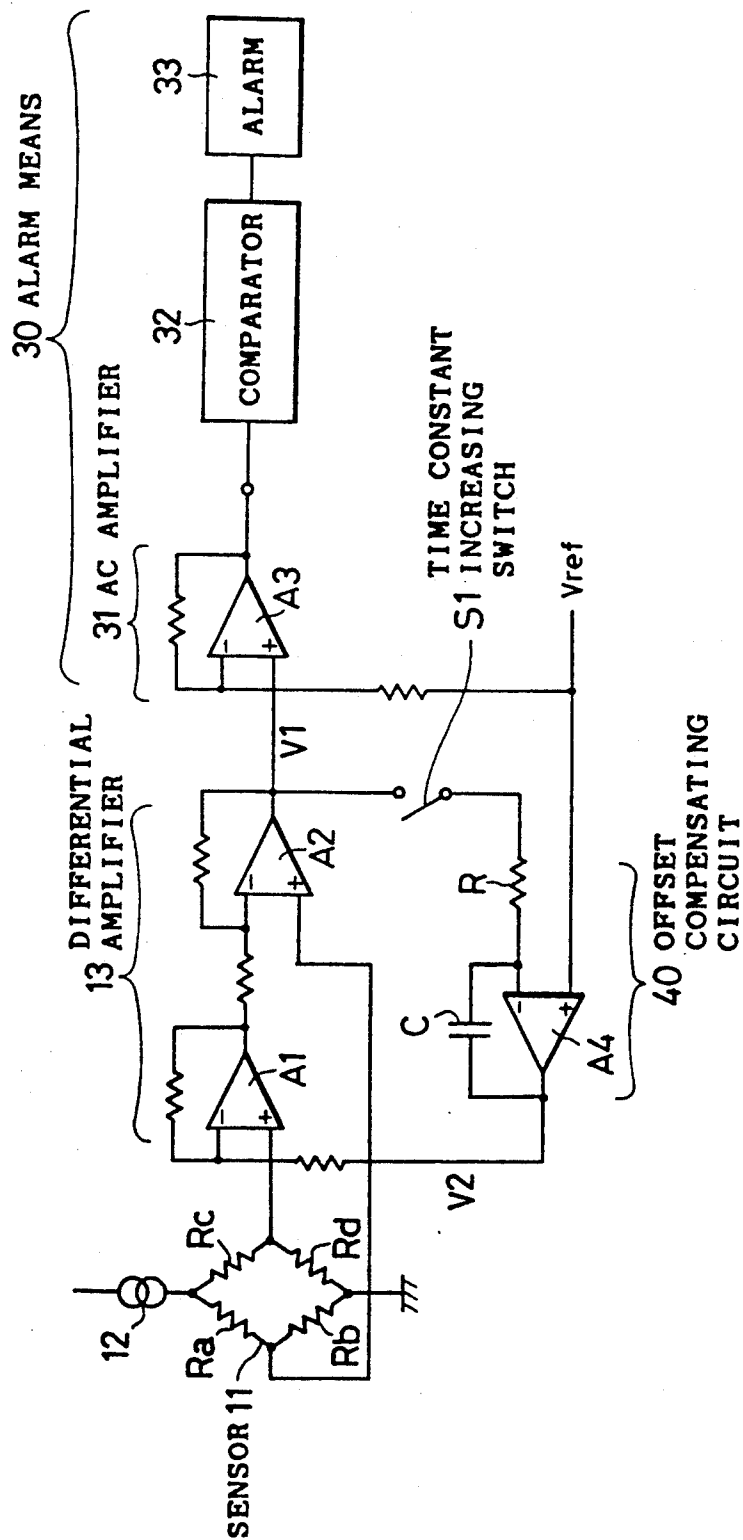 30 ALARM MEANS
31 AC AMPLIFIER
DIFFERENTIAL
13 AMPLIFIER
33
ALARM
32
COMPARATOR
A3
-
+
A2
-
+
A1
-
+
V1
12
Rc
Ra
Rd
Rb
SENSOR 11
V2
TIME CONSTANT
S1 INCREASING
SWITCH
R
C
A4
-
+
Vref
40 OFFSET
COMPENSATING
CIRCUIT